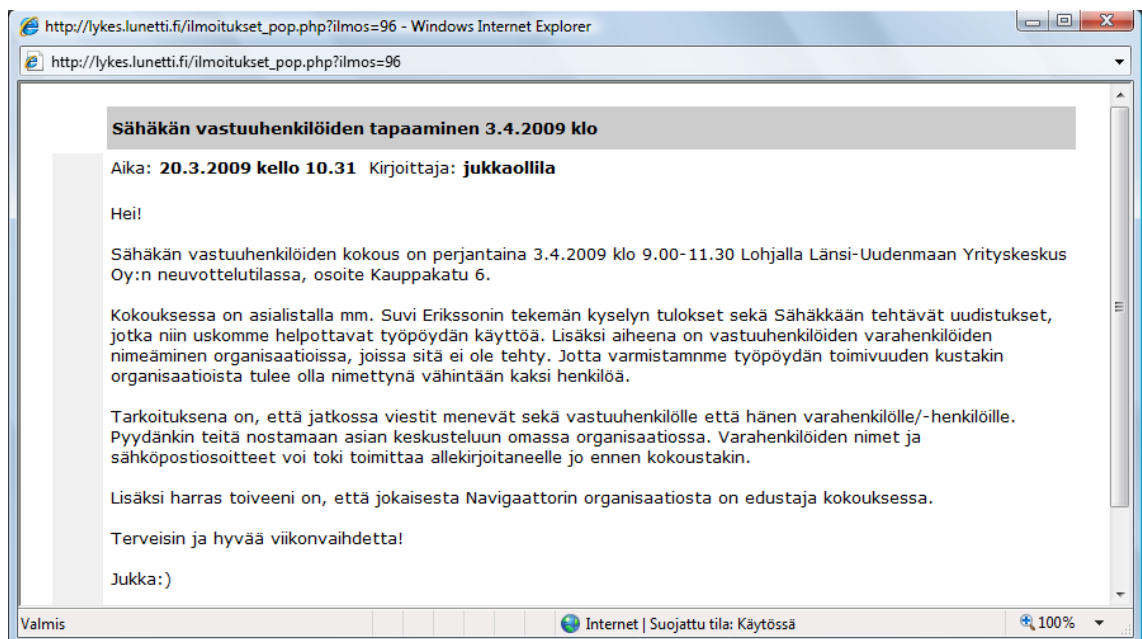 http://lykes.lunetti.fi/ilmoitukset_pop.php?ilmos=96 - Windows Internet Explorer
http://lykes.lunetti.fi/ilmoitukset_pop.php?ilmos=96
Sähäkän vastuuhenkilöiden tapaaminen 3.4.2009 klo
Aika: 20.3.2009 kello 10.31 Kirjoittaja: jukkaollila
Hei!
Sähäkän vastuuhenkilöiden kokous on perjantaina 3.4.2009 klo 9.00-11.30 Lohjalla Länsi-Uudenmaan Yrityskeskus
Oy:n neuvottelutilassa, osoite Kauppakatu 6.
Kokouksessa on asialistalla mm. Suvi Erikssonin tekemän kyselyn tulokset sekä Sähäkkään tehtävät uudistukset,
jotka niin uskomme helpottavat työpöydän käyttöä. Lisäksi aiheena on vastuuhenkilöiden varahenkilöiden
nimeäminen organisaatioissa, joissa sitä ei ole tehty. Jotta varmistamnme työpöydän toimivuuden kustakin
organisaatioista tulee olla nimettynä vähintään kaksi henkilöä.
Tarkoituksena on, että jatkossa viestit menevät sekä vastuuhenkilölle että hänen varahenkilölle/-henkilöille.
Pyydänkin teitä nostamaan asian keskusteluun omassa organisaatiossa. Varahenkilöiden nimet ja
sähköpostiosoitteet voi toki toimittaa allekirjoitaneelle jo ennen kokoustakin.
Lisäksi harras toiveeni on, että jokaisesta Navigaattorin organisaatiosta on edustaja kokouksessa.
Terveisin ja hyvää viikonvaihdetta!
Jukka:)
Valmis Internet | Suojattu tila: Käytössä 100%